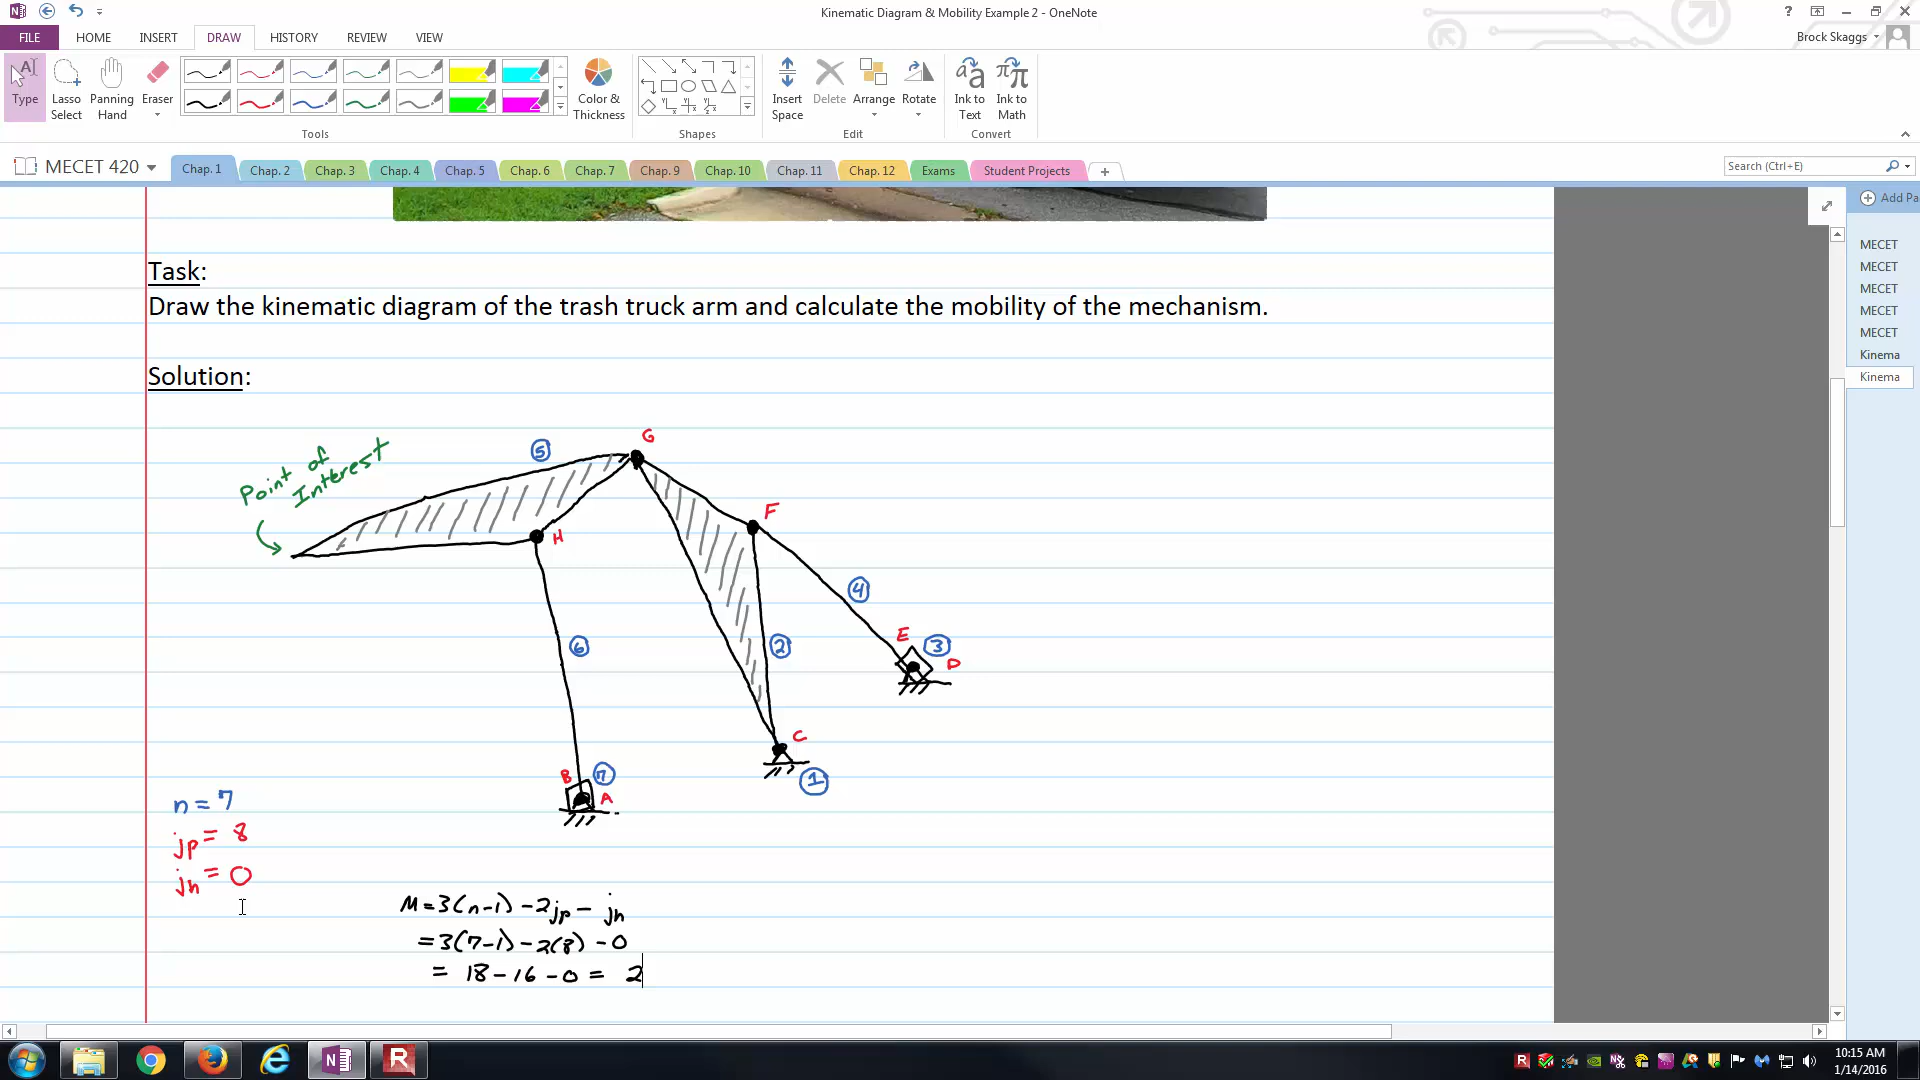 Kinematic Diagram & Mobility Example 2 - OneNote
FILE HOME INSERT DRAW HISTORY REVIEW VIEW
Brock Skaggs
Type
Lasso Select
Panning Hand
Eraser
Color & Thickness
Insert Space
Delete
Arrange
Rotate
Ink to Text
Ink to Math
Tools
Shapes
Edit
Convert
MECET 420
Chap. 1 Chap. 2 Chap. 3 Chap. 4 Chap. 5 Chap. 6 Chap. 7 Chap. 9 Chap. 10 Chap. 11 Chap. 12 Exams Student Projects
Search (Ctrl+E)
Add Pa
MECET
MECET
MECET
MECET
MECET
Kinema
Kinema
Task:
Draw the kinematic diagram of the trash truck arm and calculate the mobility of the mechanism.
Solution:
Point of Interest
5
G
F
H
4
6
2
E
3
D
C
1
B
7
A
n = 7
jp = 8
jh = 0
M = 3(n-1) - 2jp - jh
= 3(7-1) - 2(8) - 0
= 18 - 16 - 0 = 2
10:15 AM
1/14/2016